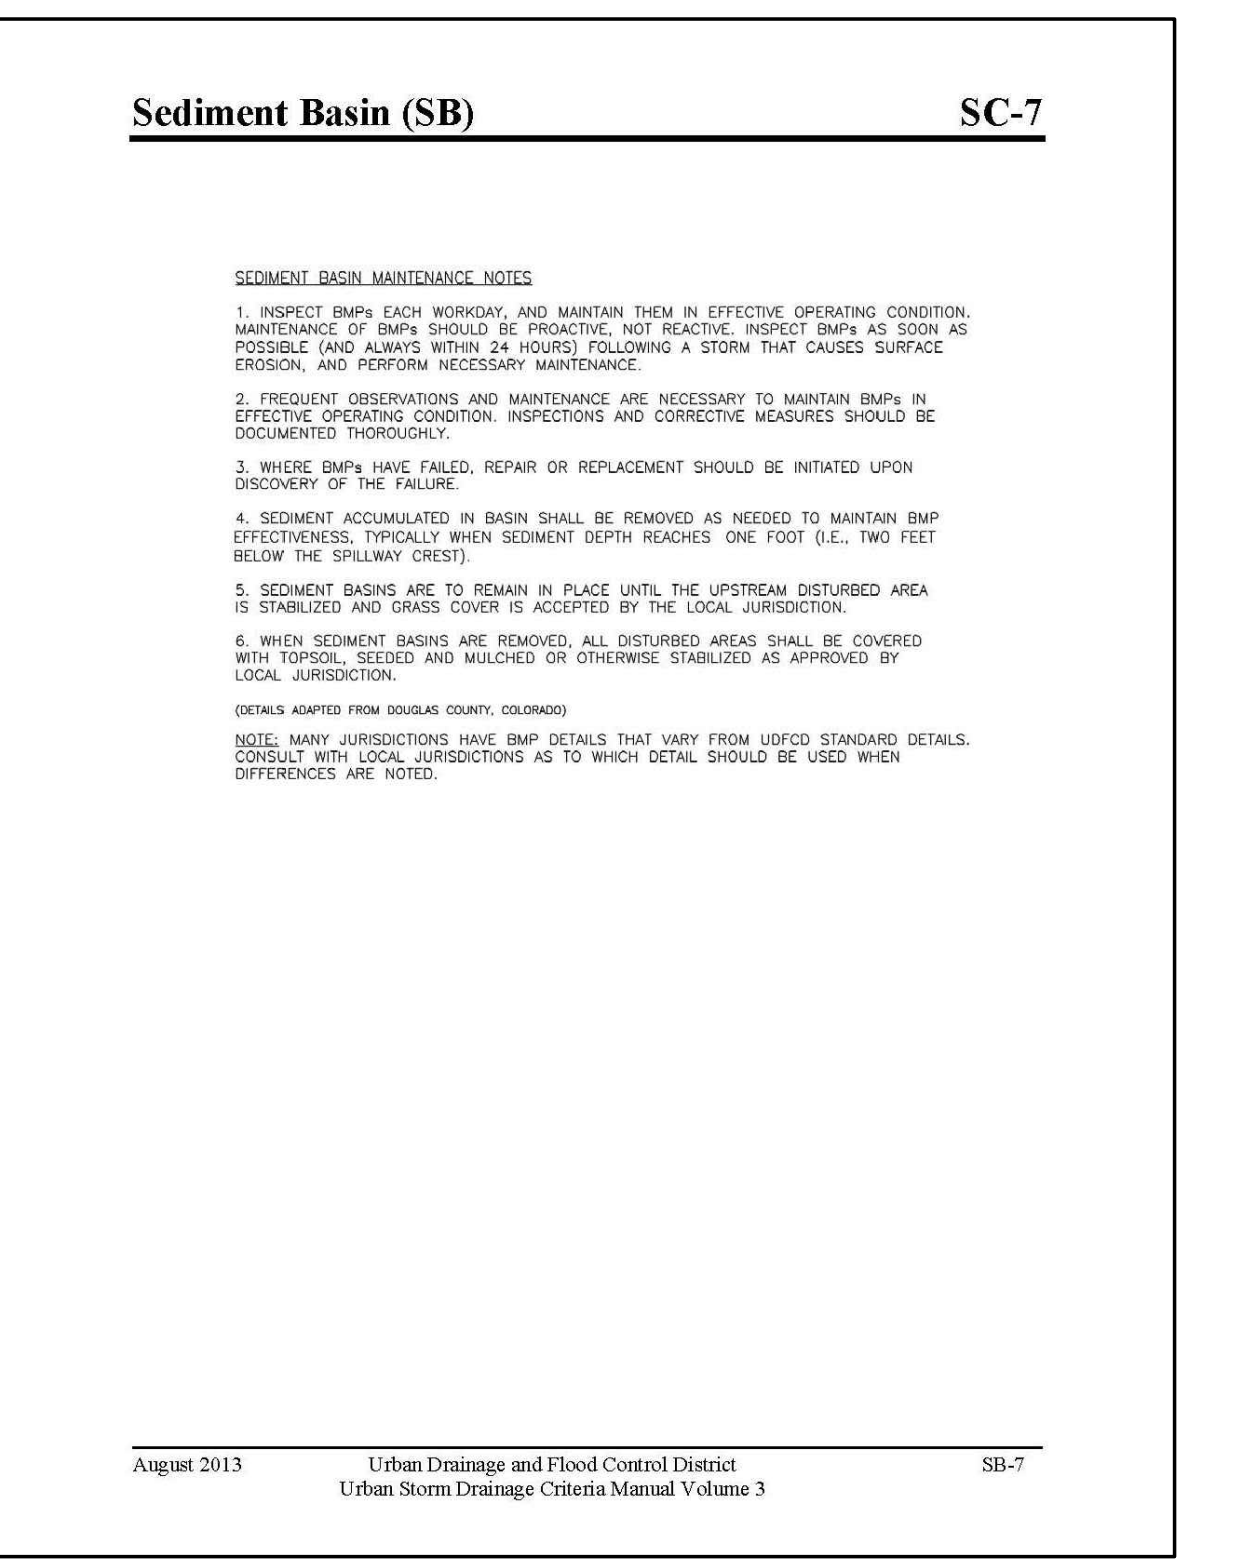 Sediment Basin (SB) SC-7
SEDIMENT BASIN MAINTENANCE NOTES
1. INSPECT BMPs EACH WORKDAY, AND MAINTAIN THEM IN EFFECTIVE OPERATING CONDITION.
MAINTENANCE OF BMPs SHOULD BE PROACTIVE, NOT REACTIVE. INSPECT BMPs AS SOON AS
POSSIBLE (AND ALWAYS WITHIN 24 HOURS) FOLLOWING A STORM THAT CAUSES SURFACE
EROSION, AND PERFORM NECESSARY MAINTENANCE.
2. FREQUENT OBSERVATIONS AND MAINTENANCE ARE NECESSARY TO MAINTAIN BMPs IN
EFFECTIVE OPERATING CONDITION. INSPECTIONS AND CORRECTIVE MEASURES SHOULD BE
DOCUMENTED THOROUGHLY.
3. WHERE BMPs HAVE FAILED, REPAIR OR REPLACEMENT SHOULD BE INITIATED UPON
DISCOVERY OF THE FAILURE.
4. SEDIMENT ACCUMULATED IN BASIN SHALL BE REMOVED AS NEEDED TO MAINTAIN BMP
EFFECTIVENESS, TYPICALLY WHEN SEDIMENT DEPTH REACHES ONE FOOT (I.E., TWO FEET
BELOW THE SPILLWAY CREST).
5. SEDIMENT BASINS ARE TO REMAIN IN PLACE UNTIL THE UPSTREAM DISTURBED AREA
IS STABILIZED AND GRASS COVER IS ACCEPTED BY THE LOCAL JURISDICTION.
6. WHEN SEDIMENT BASINS ARE REMOVED, ALL DISTURBED AREAS SHALL BE COVERED
WITH TOPSOIL, SEEDED AND MULCHED OR OTHERWISE STABILIZED AS APPROVED BY
LOCAL JURISDICTION.
(DETAILS ADAPTED FROM DOUGLAS COUNTY, COLORADO)
NOTE: MANY JURISDICTIONS HAVE BMP DETAILS THAT VARY FROM UDFCD STANDARD DETAILS.
CONSULT WITH LOCAL JURISDICTIONS AS TO WHICH DETAIL SHOULD BE USED WHEN
DIFFERENCES ARE NOTED.
August 2013 Urban Drainage and Flood Control District SB-7
Urban Storm Drainage Criteria Manual Volume 3